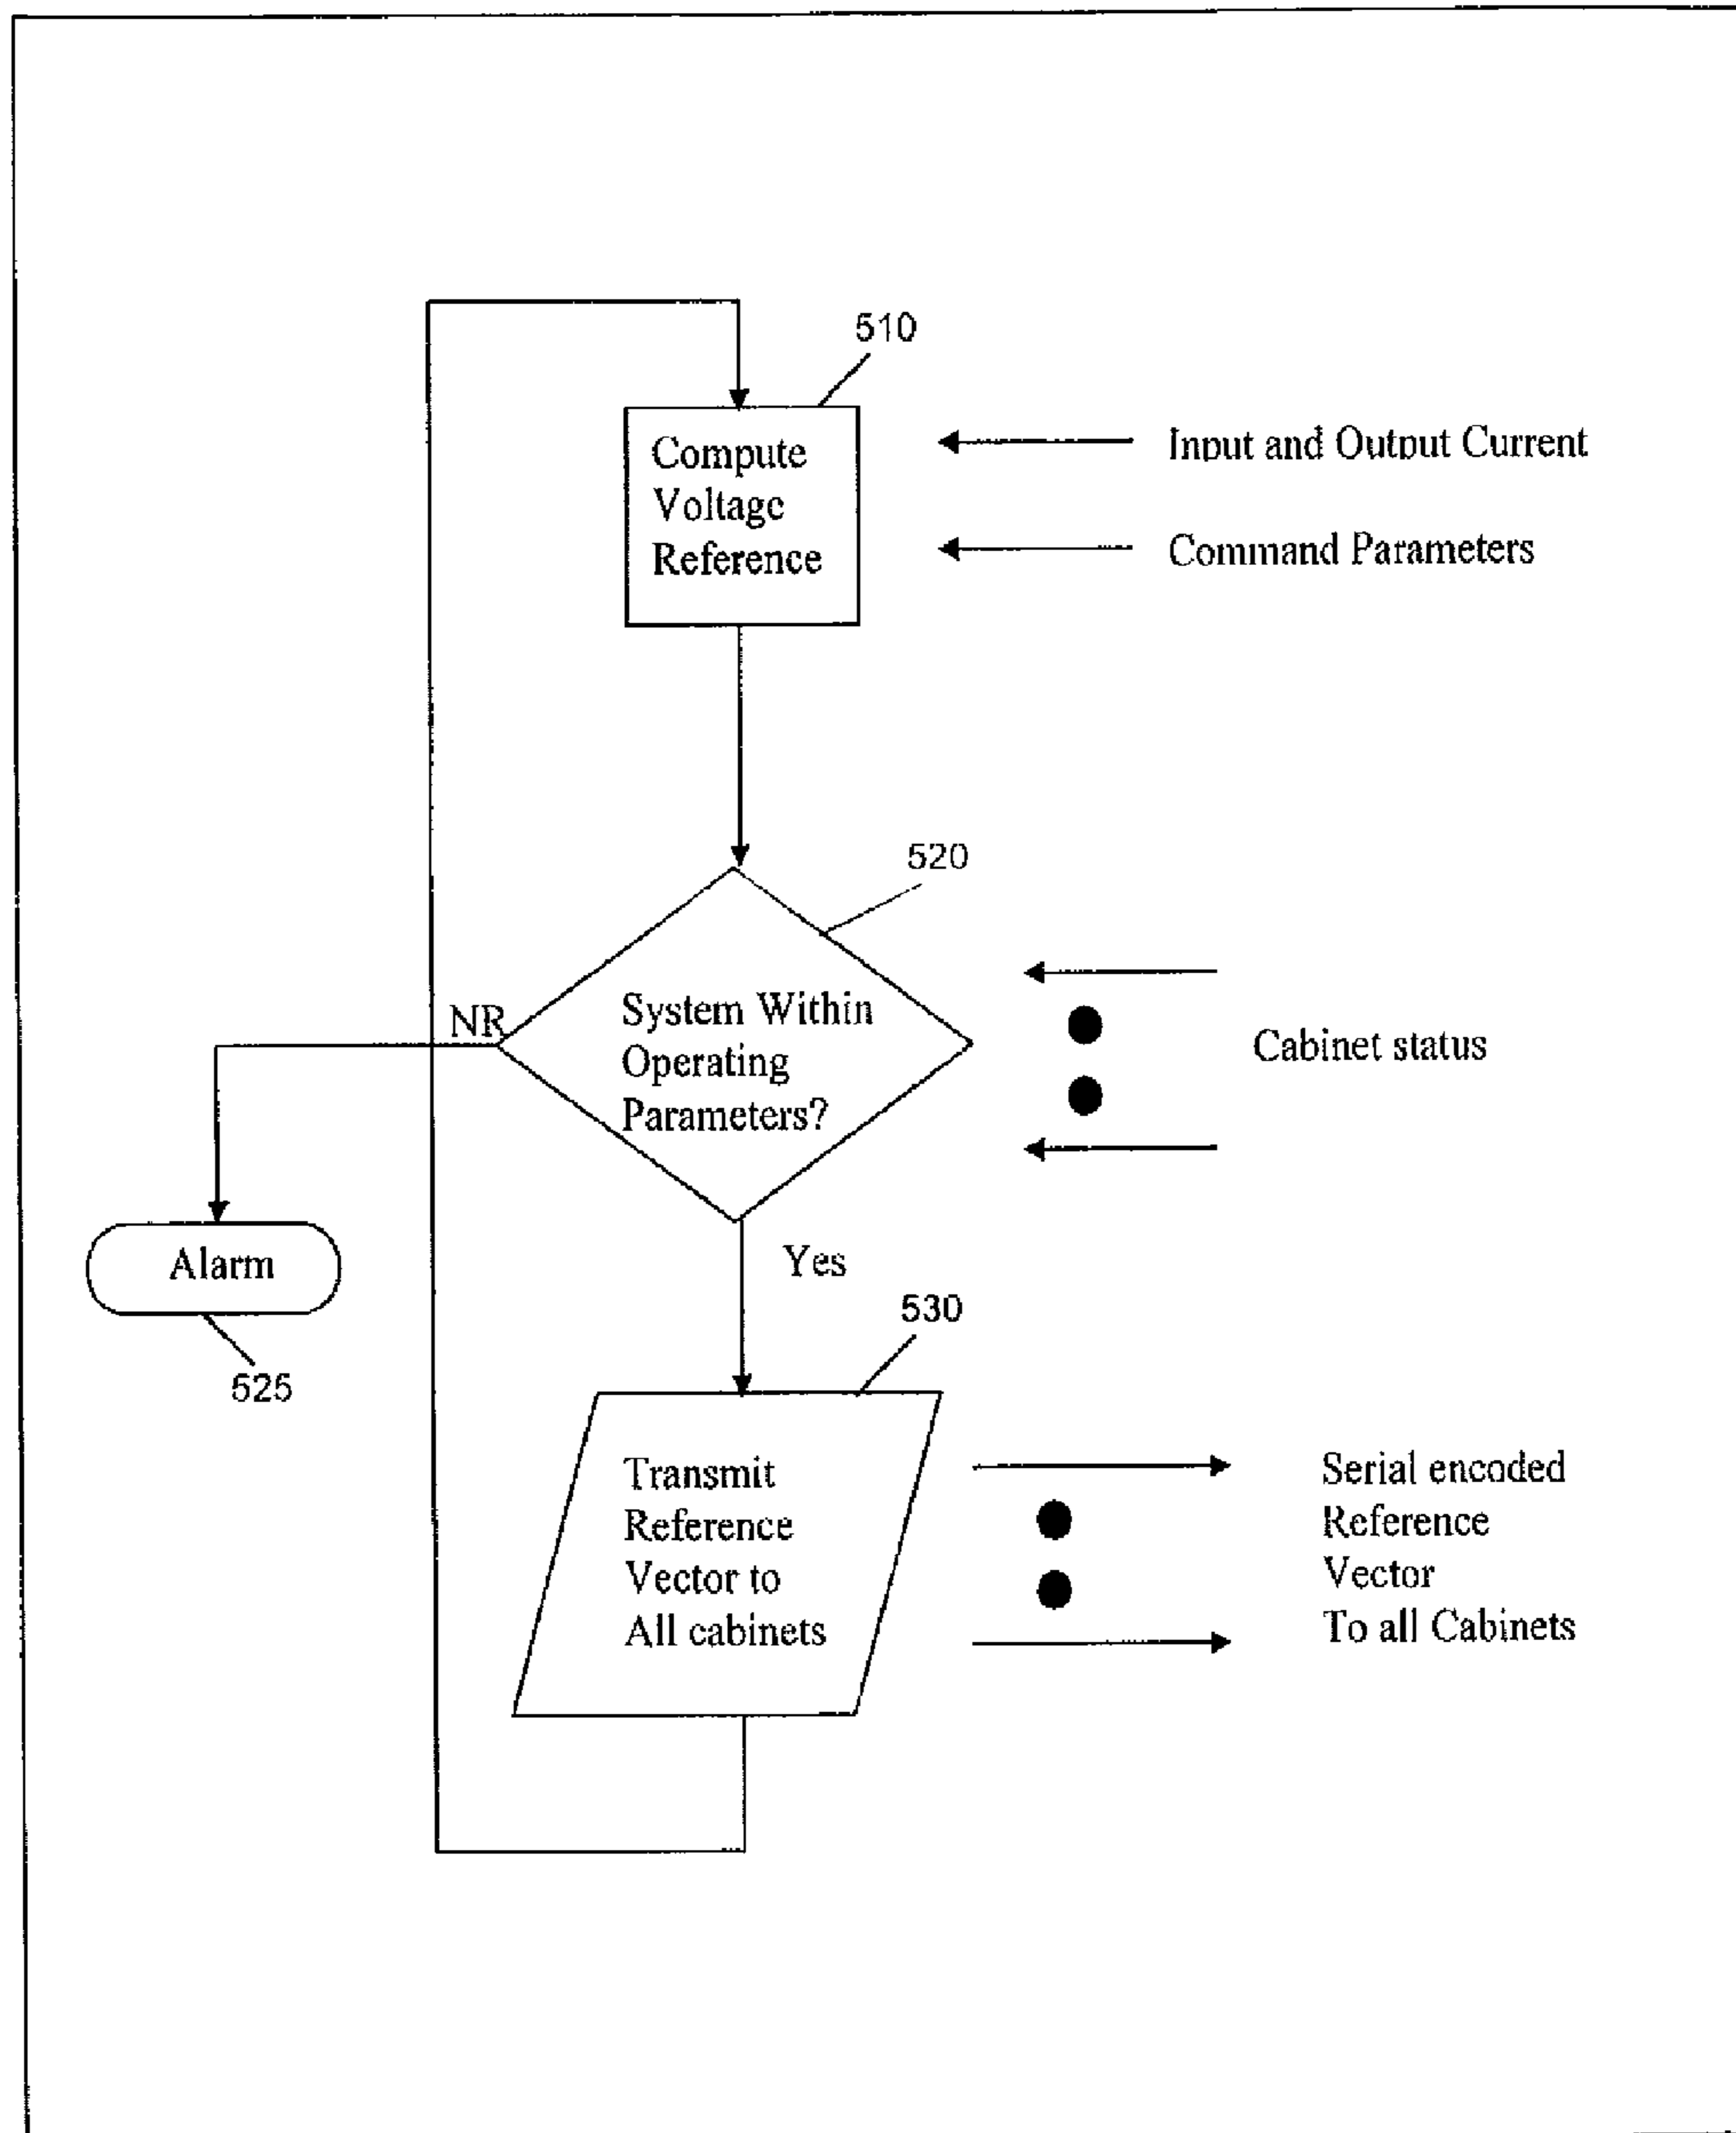 510
Compute
Voltage
Reference
Input and Output Current
Command Parameters
520
NR
System Within
Operating
Parameters?
Cabinet status
Alarm
525
Yes
530
Transmit
Reference
Vector to
All cabinets
Serial encoded
Reference
Vector
To all Cabinets